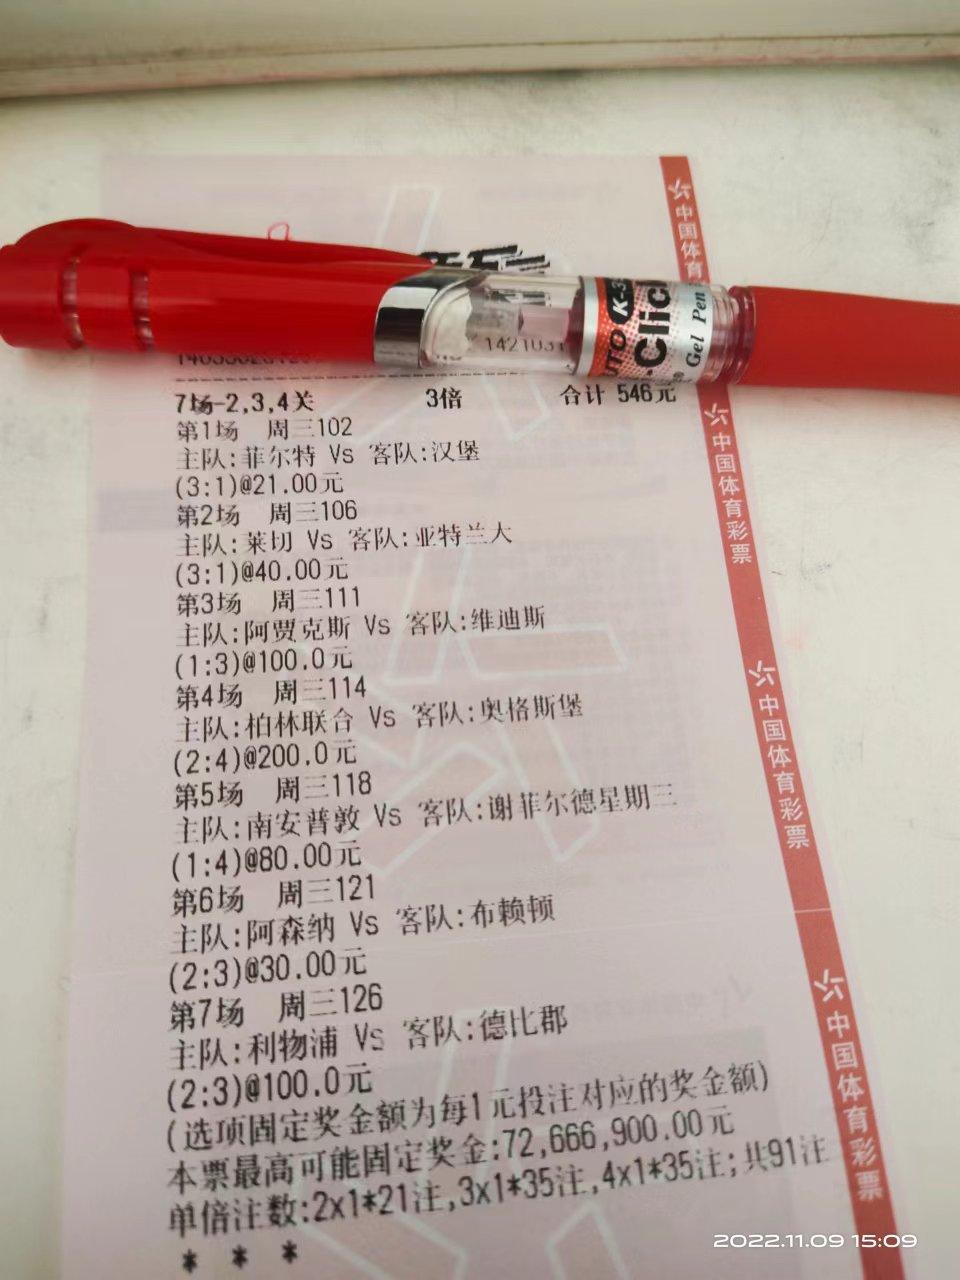 中国体育彩票
K-3
Click
Gel Pen
1421031
7场-2,3,4关 3倍 合计 546元
第1场 周三102
主队:菲尔特 Vs 客队:汉堡
(3:1)@21.00元
第2场 周三106
主队:莱切 Vs 客队:亚特兰大
(3:1)@40.00元
第3场 周三111
主队:阿贾克斯 Vs 客队:维迪斯
(1:3)@100.0元
第4场 周三114
主队:柏林联合 Vs 客队:奥格斯堡
(2:4)@200.0元
第5场 周三118
主队:南安普敦 Vs 客队:谢菲尔德星期三
(1:4)@80.00元
第6场 周三121
主队:阿森纳 Vs 客队:布赖顿
(2:3)@30.00元
第7场 周三126
主队:利物浦 Vs 客队:德比郡
(2:3)@100.0元
(选项固定奖金额为每1元投注对应的奖金额)
本票最高可能固定奖金:72,666,900.00元
单倍注数:2x1*21注,3x1*35注,4x1*35注;共91注
* * *
中国体育彩票
中国体育彩票
中国体育彩票
2022.11.09 15:09